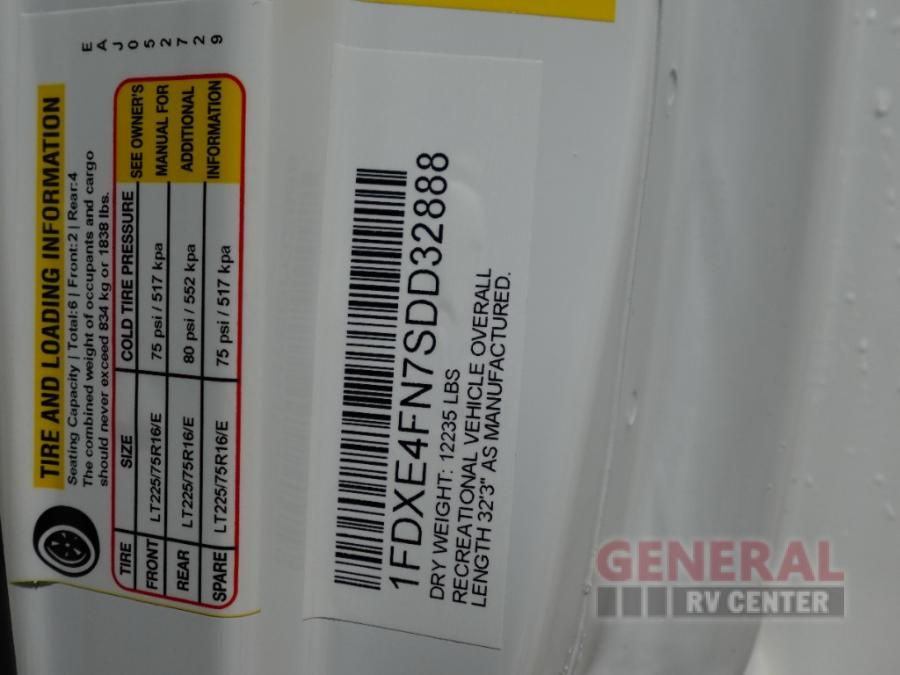 EAJ052729
TIRE AND LOADING INFORMATION
Seating Capacity | Total:6 | Front:2 | Rear:4
The combined weight of occupants and cargo
should never exceed 834 kg or 1838 lbs.
TIRE SIZE COLD TIRE PRESSURE SEE OWNER'S
FRONT LT225/75R16/E 75 psi / 517 kpa MANUAL FOR
REAR LT225/75R16/E 80 psi / 552 kpa ADDITIONAL
SPARE LT225/75R16/E 75 psi / 517 kpa INFORMATION
1FDXE4FN7SDD32888
DRY WEIGHT: 12235 LBS
RECREATIONAL VEHICLE OVERALL
LENGTH 32'3" AS MANUFACTURED.
GENERAL
RV CENTER